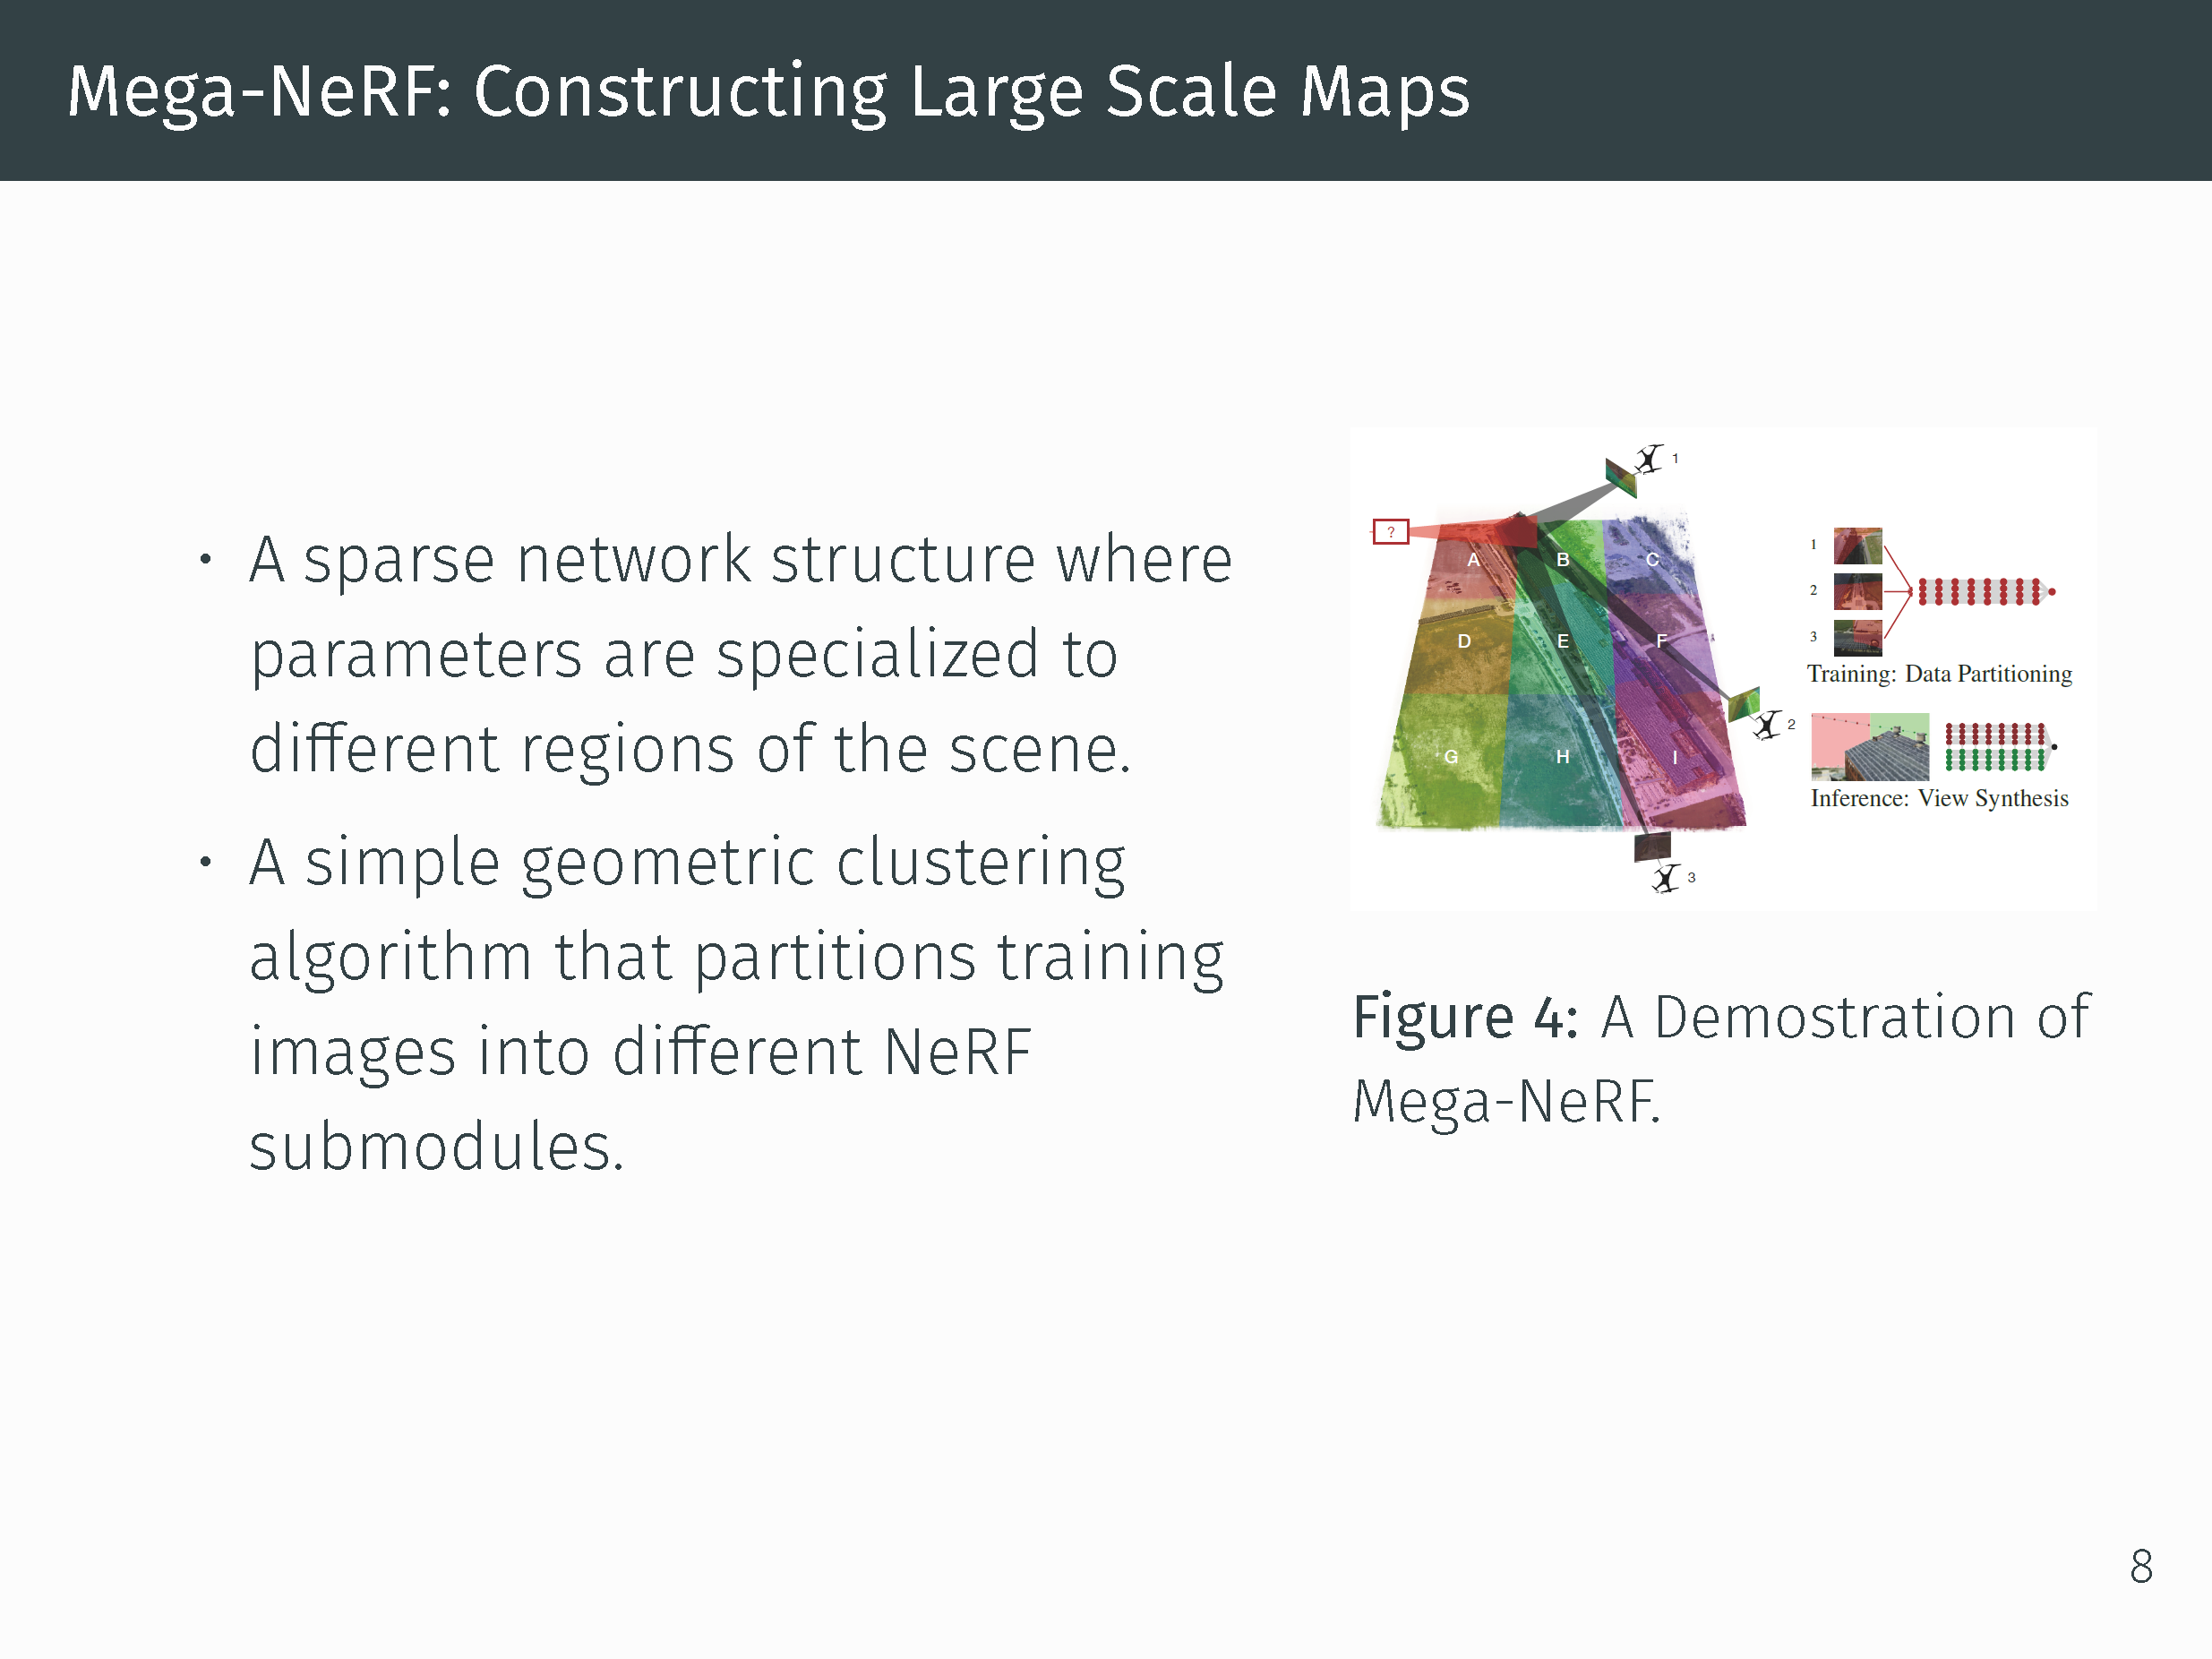 Mega-NeRF: Constructing Large Scale Maps
• A sparse network structure where
parameters are specialized to
different regions of the scene.
• A simple geometric clustering
algorithm that partitions training
images into different NeRF
submodules.
1
?
A B C
D E F
G H I
2
3
1
2
3
Training: Data Partitioning
Inference: View Synthesis
Figure 4: A Demostration of
Mega-NeRF.
8